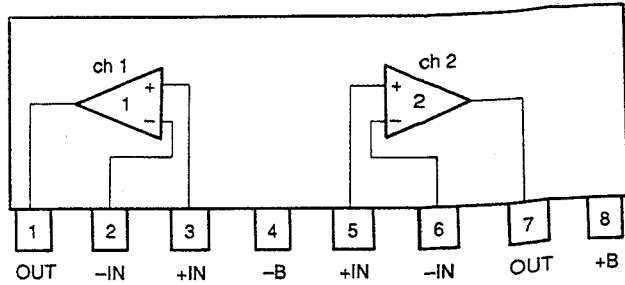 ch 1 ch 2
+ +
1 2
− −
1 2 3 4 5 6 7 8
OUT −IN +IN −B +IN −IN OUT +B